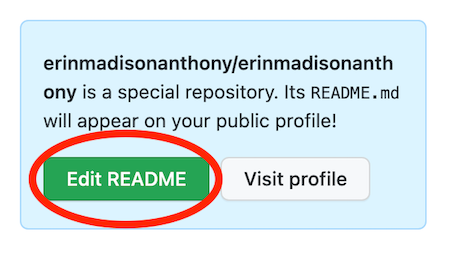 erinmadisonanthony/erinmadisonanth
ony is a special repository. Its README.md
will appear on your public profile!
Edit README Visit profile